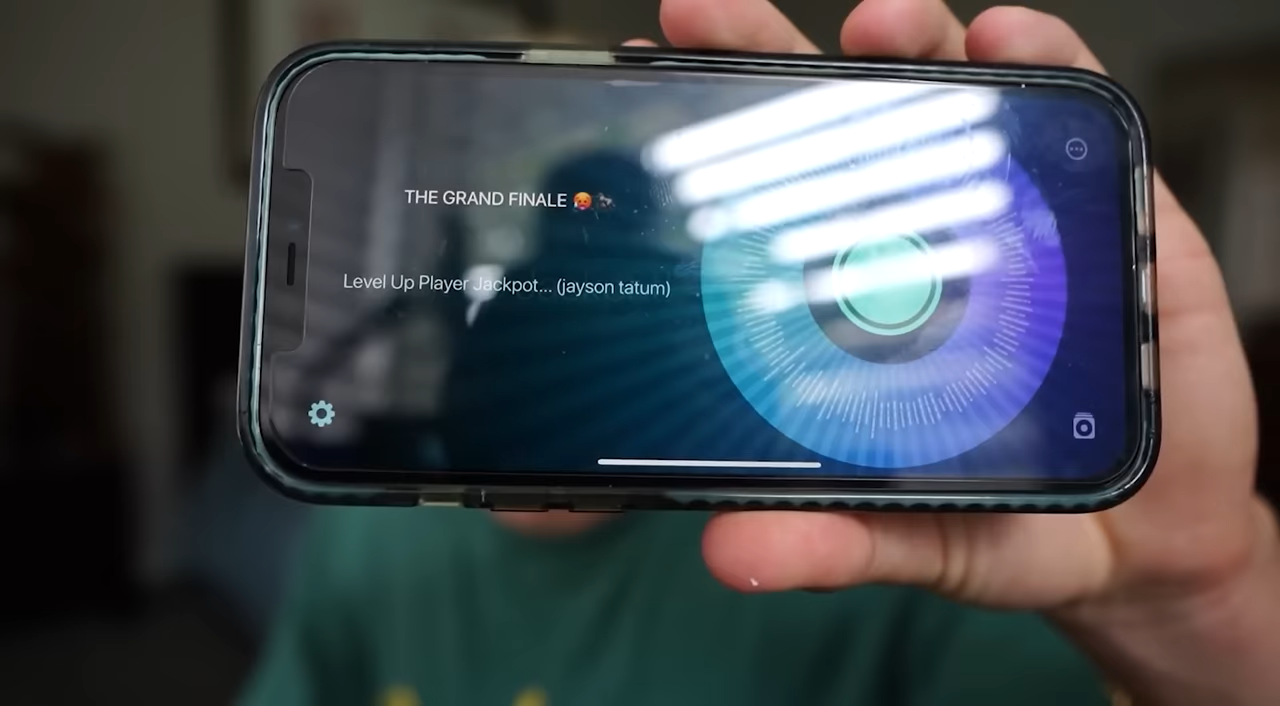 THE GRAND FINALE 🥵🐎
Level Up Player Jackpot... (jayson tatum)